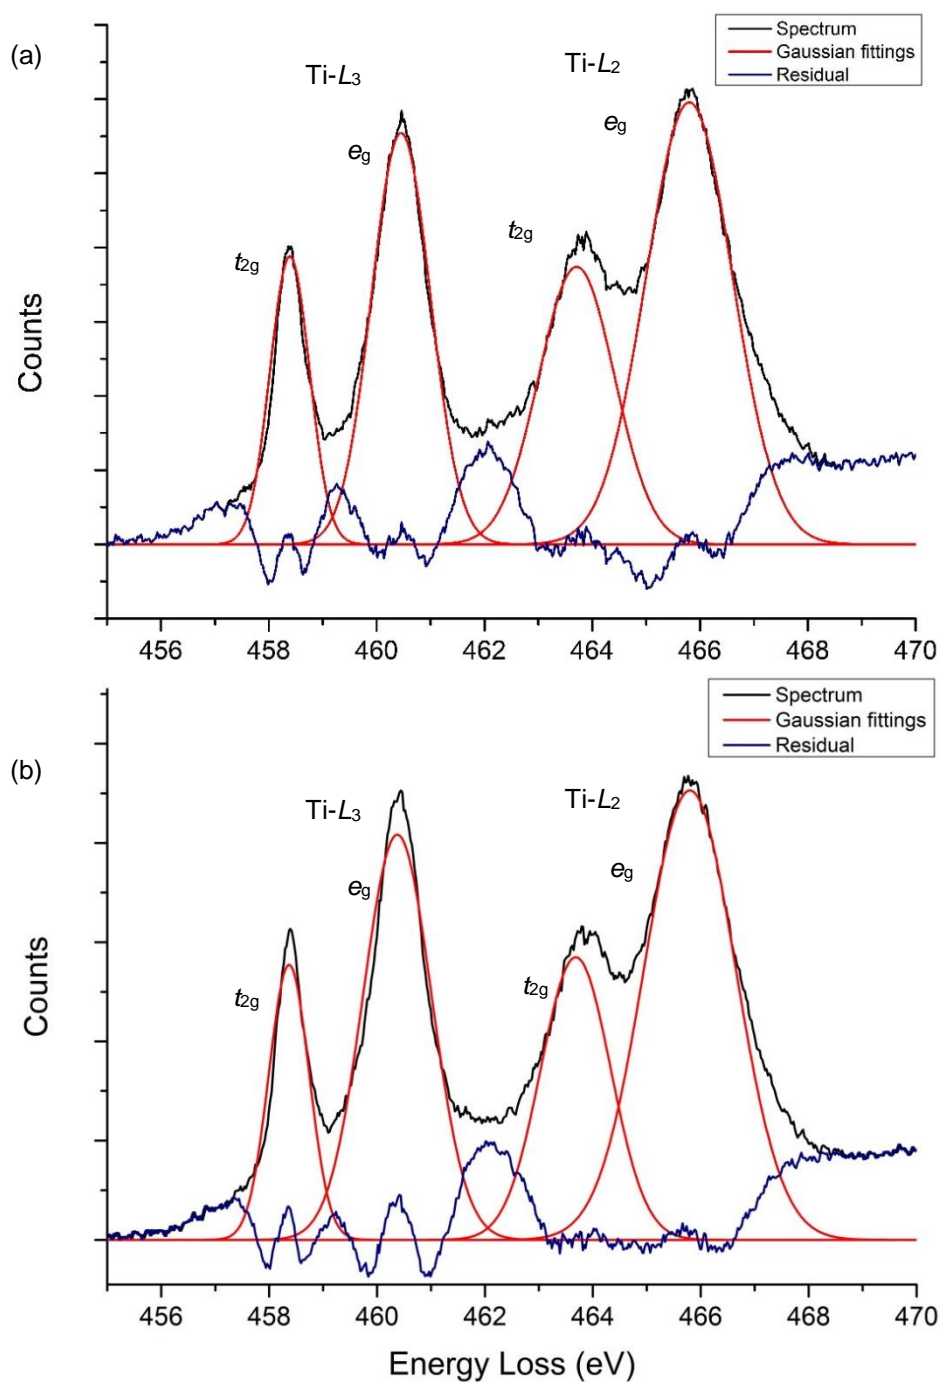 (a)
Spectrum
Gaussian fittings
Residual
Ti-L3
Ti-L2
eg
eg
t2g
t2g
Counts
456 458 460 462 464 466 468 470
(b)
Spectrum
Gaussian fittings
Residual
Ti-L3
Ti-L2
eg
eg
t2g
t2g
Counts
456 458 460 462 464 466 468 470
Energy Loss (eV)